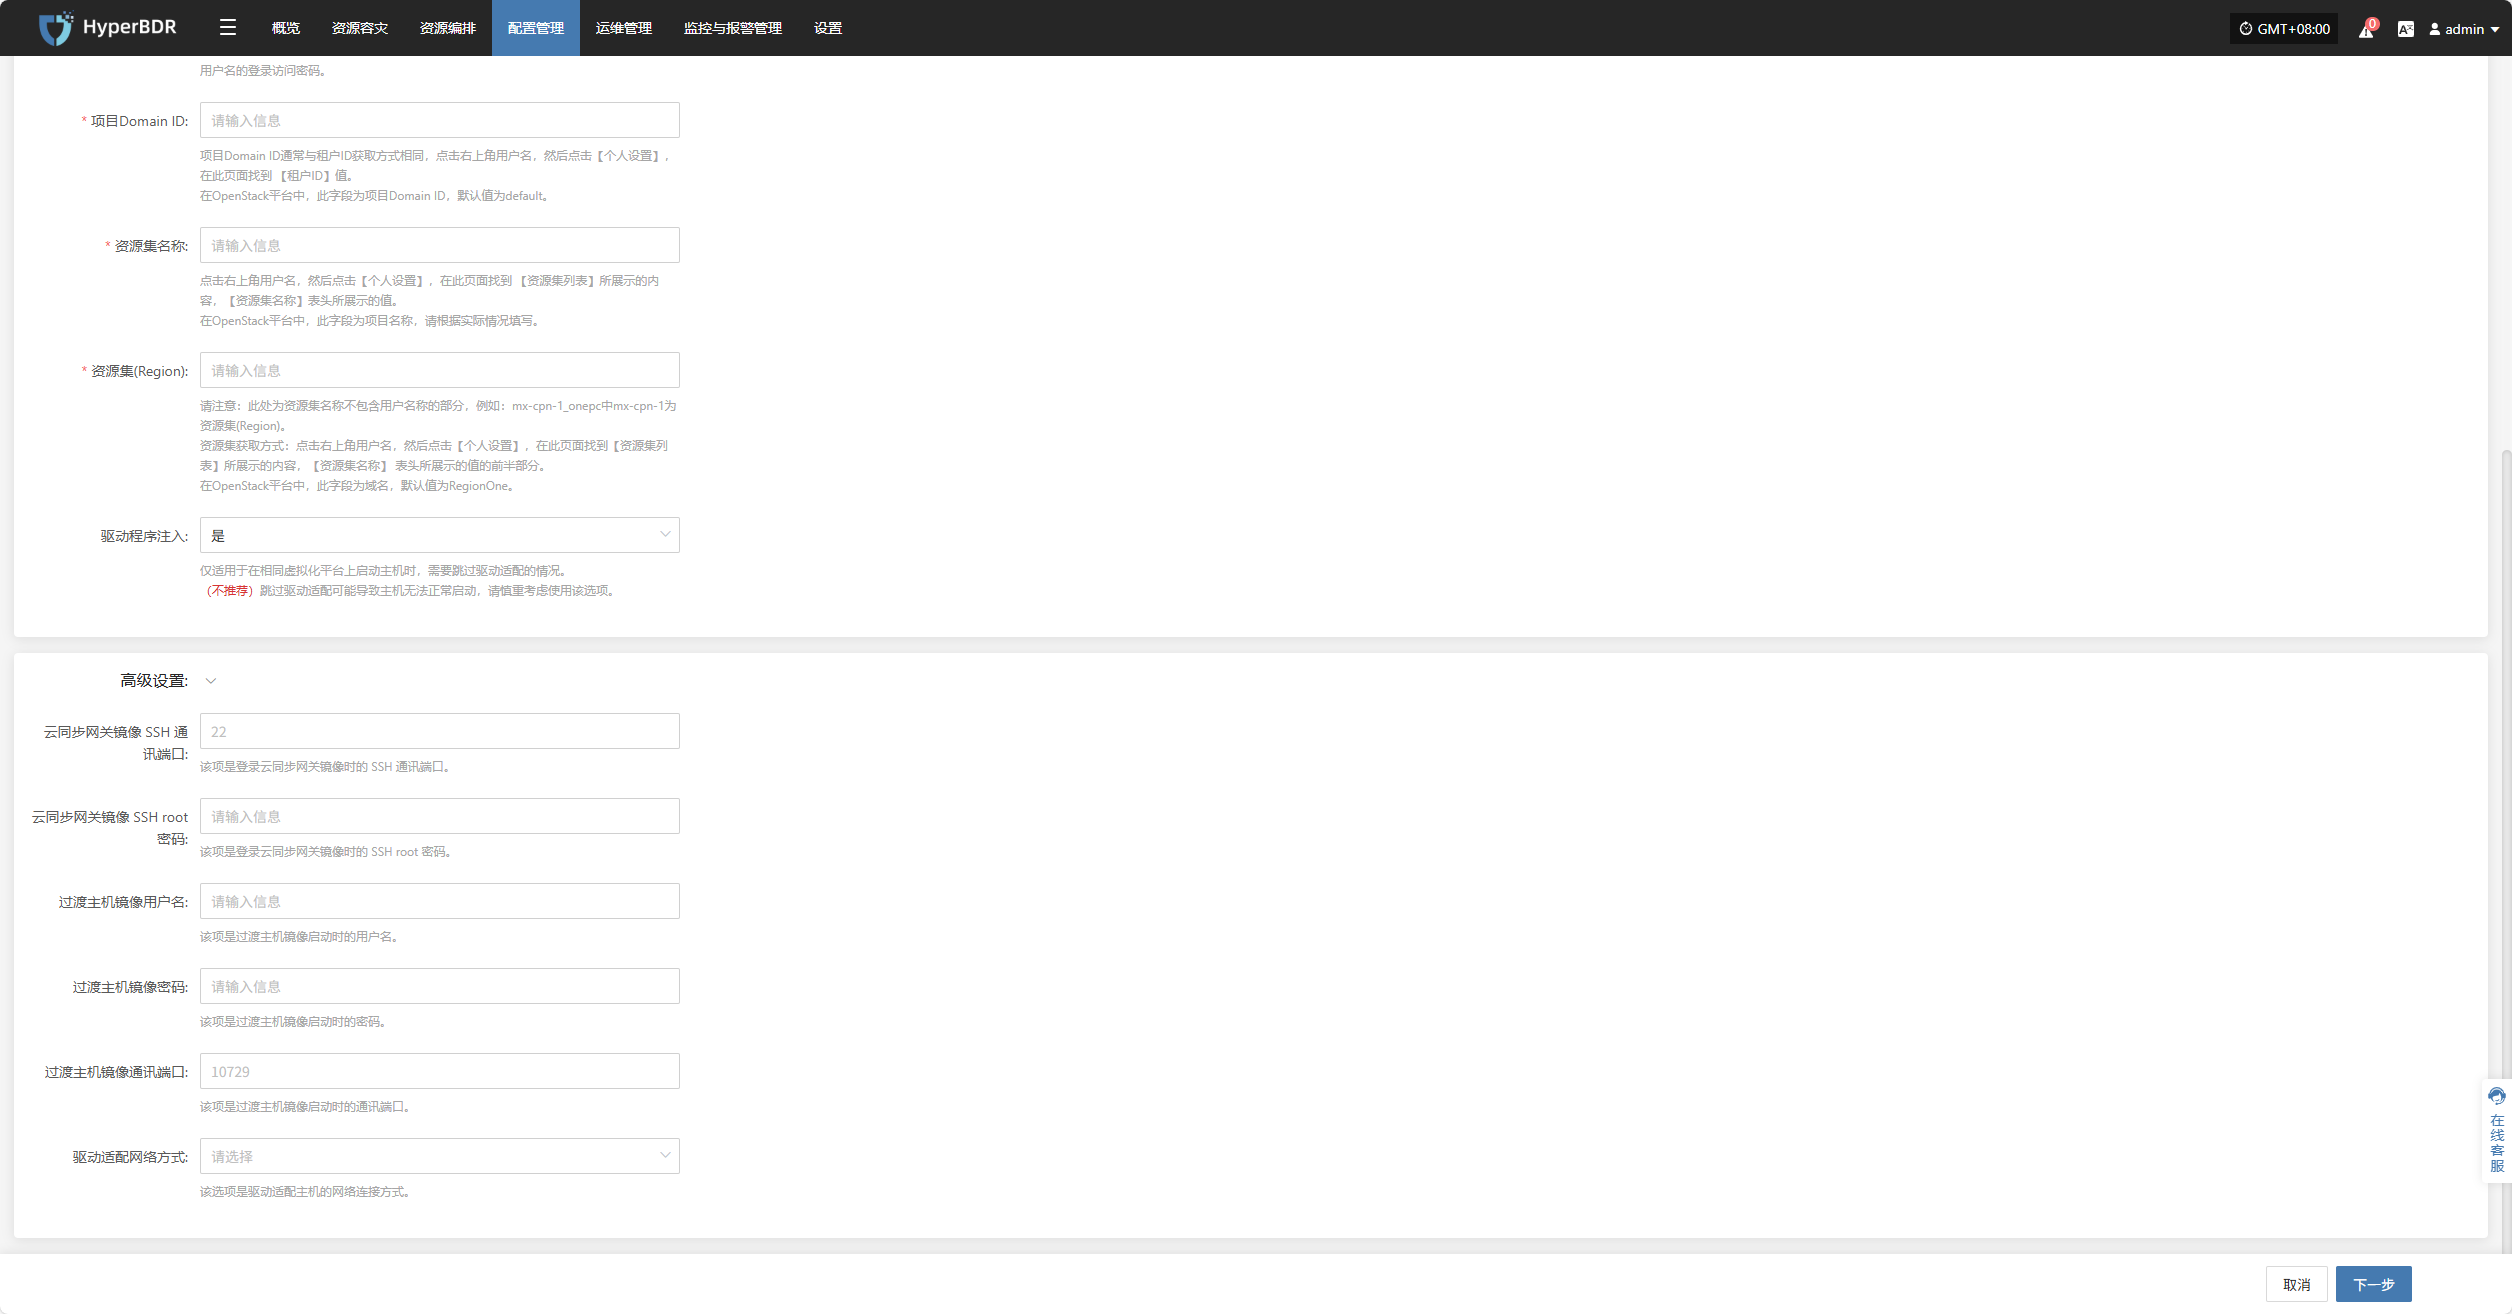 HyperBDR
概览
资源容灾
资源编排
配置管理
运维管理
监控与报警管理
设置
GMT+08:00
0
admin
用户名的登录访问密码。
* 项目Domain ID:
请输入信息
项目Domain ID通常与租户ID获取方式相同，点击右上角用户名，然后点击【个人设置】，
在此页面找到 【租户ID】值。
在OpenStack平台中，此字段为项目Domain ID，默认值为default。
* 资源集名称:
请输入信息
点击右上角用户名，然后点击【个人设置】，在此页面找到 【资源集列表】所展示的内
容，【资源集名称】表头所展示的值。
在OpenStack平台中，此字段为项目名称，请根据实际情况填写。
* 资源集(Region):
请输入信息
请注意：此处为资源集名称不包含用户名称的部分，例如：mx-cpn-1_onepc中mx-cpn-1为
资源集(Region)。
资源集获取方式：点击右上角用户名，然后点击【个人设置】，在此页面找到【资源集列
表】所展示的内容，【资源集名称】 表头所展示的值的前半部分。
在OpenStack平台中，此字段为域名，默认值为RegionOne。
驱动程序注入:
是
仅适用于在相同虚拟化平台上启动主机时，需要跳过驱动适配的情况。
（不推荐）跳过驱动适配可能导致主机无法正常启动，请慎重考虑使用该选项。
高级设置:
云同步网关镜像 SSH 通
讯端口:
22
该项是登录云同步网关镜像时的 SSH 通讯端口。
云同步网关镜像 SSH root
密码:
请输入信息
该项是登录云同步网关镜像时的 SSH root 密码。
过渡主机镜像用户名:
请输入信息
该项是过渡主机镜像启动时的用户名。
过渡主机镜像密码:
请输入信息
该项是过渡主机镜像启动时的密码。
过渡主机镜像通讯端口:
10729
该项是过渡主机镜像启动时的通讯端口。
驱动适配网络方式:
请选择
该选项是驱动适配主机的网络连接方式。
在线客服
取消
下一步